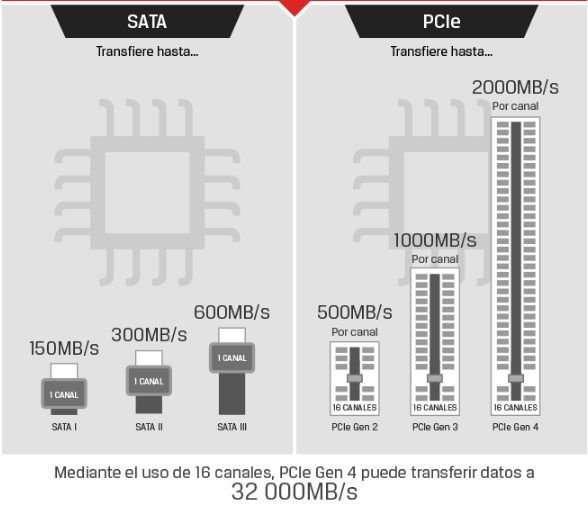 SATA
Transfiere hasta...
150MB/s
1 CANAL
SATA I
300MB/s
1 CANAL
SATA II
600MB/s
1 CANAL
SATA III
PCIe
Transfiere hasta...
500MB/s
Por canal
16 CANALES
PCIe Gen 2
1000MB/s
Por canal
16 CANALES
PCIe Gen 3
2000MB/s
Por canal
16 CANALES
PCIe Gen 4
Mediante el uso de 16 canales, PCIe Gen 4 puede transferir datos a
32 000MB/s